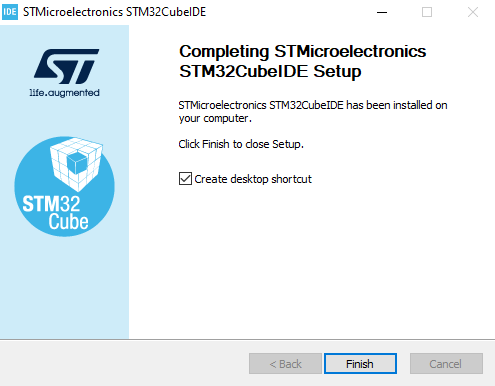 IDE STMicroelectronics STM32CubeIDE
ST
life.augmented
STM32
Cube
Completing STMicroelectronics
STM32CubeIDE Setup
STMicroelectronics STM32CubeIDE has been installed on
your computer.
Click Finish to close Setup.
Create desktop shortcut
< Back
Finish
Cancel